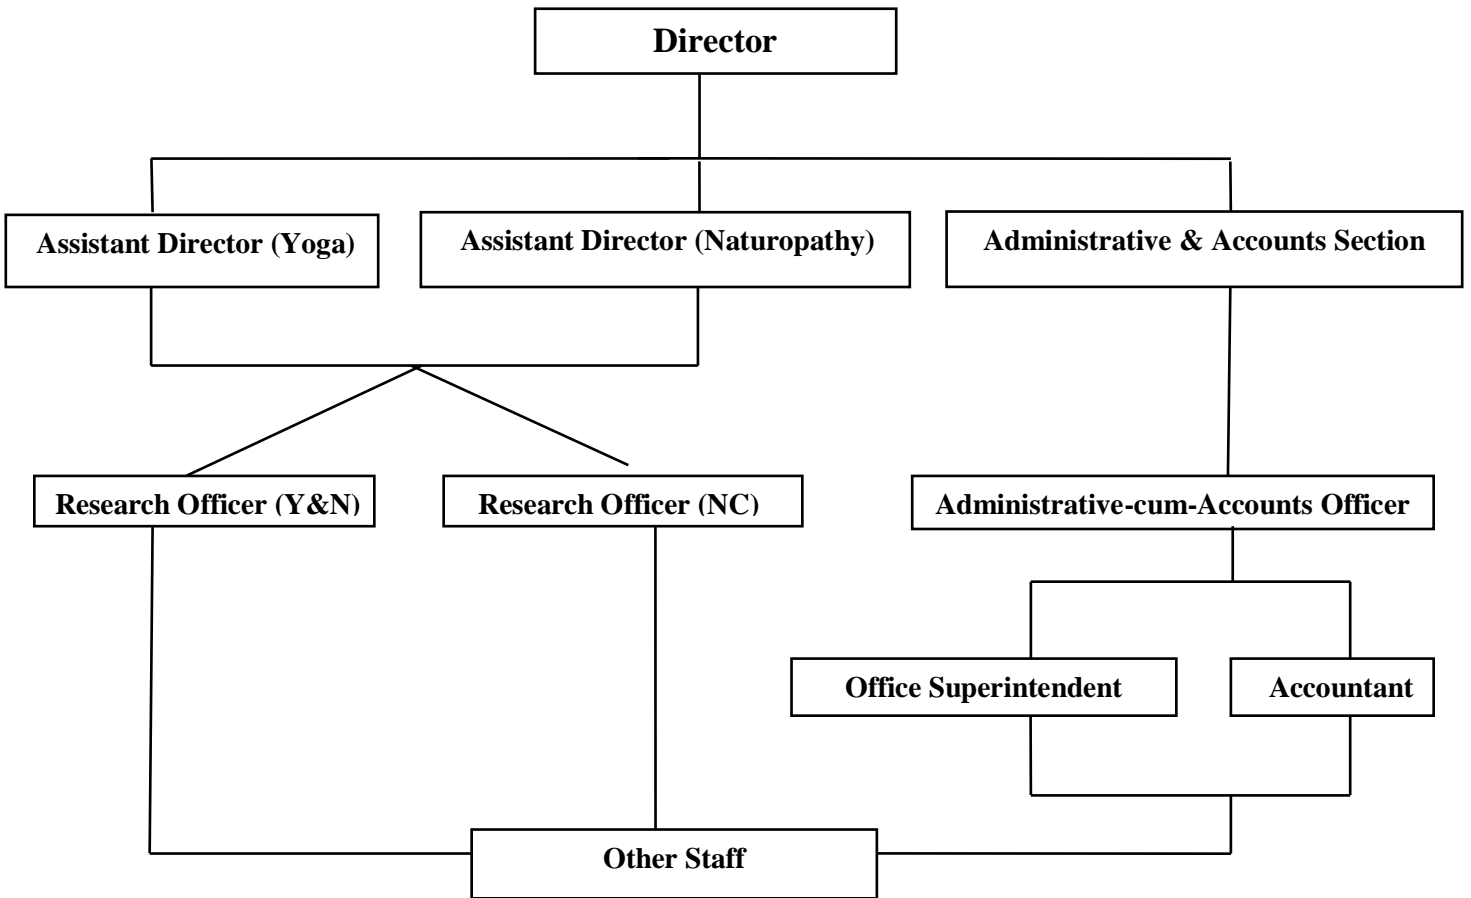 Director
Assistant Director (Yoga)
Assistant Director (Naturopathy)
Administrative & Accounts Section
Research Officer (Y&N)
Research Officer (NC)
Administrative-cum-Accounts Officer
Office Superintendent
Accountant
Other Staff